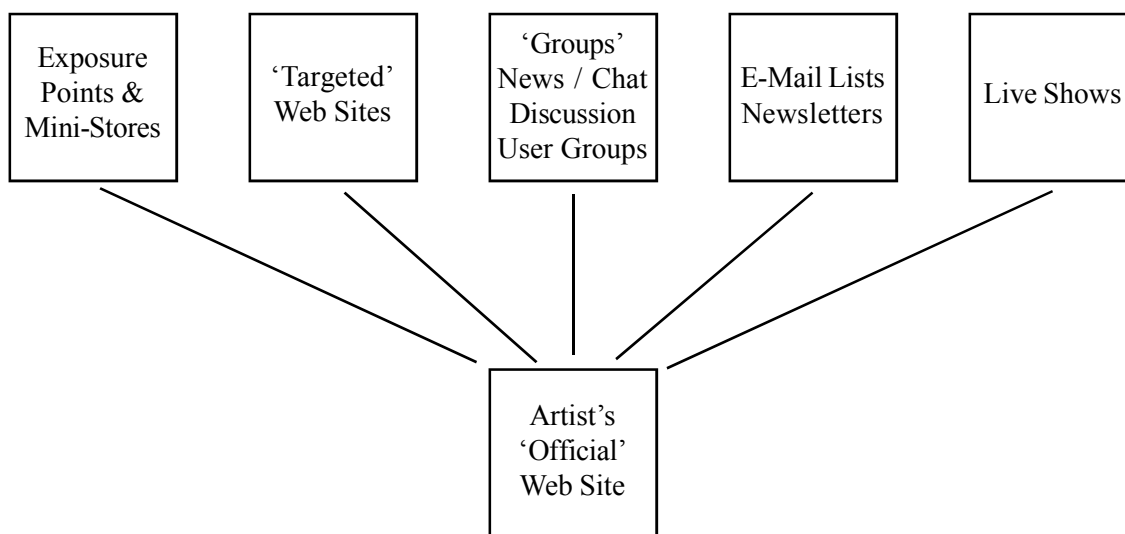 Exposure
Points &
Mini-Stores
‘Targeted’
Web Sites
‘Groups’
News / Chat
Discussion
User Groups
E-Mail Lists
Newsletters
Live Shows
Artist’s
‘Official’
Web Site